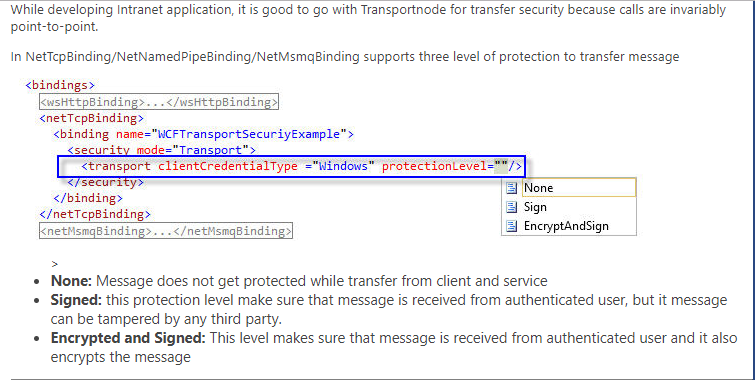 While developing Intranet application, it is good to go with Transportnode for transfer security because calls are invariably
point-to-point.
In NetTcpBinding/NetNamedPipeBinding/NetMsmqBinding supports three level of protection to transfer message
<bindings>
<wsHttpBinding>...</wsHttpBinding>
<netTcpBinding>
<binding name="WCFTransportSecuriyExample">
<security mode="Transport">
<transport clientCredentialType ="Windows" protectionLevel=""/>
</security>
None
</binding>
Sign
</netTcpBinding>
EncryptAndSign
<netMsmqBinding>...</netMsmqBinding>
>
• None: Message does not get protected while transfer from client and service
• Signed: this protection level make sure that message is received from authenticated user, but it message
can be tampered by any third party.
• Encrypted and Signed: This level makes sure that message is received from authenticated user and it also
encrypts the message